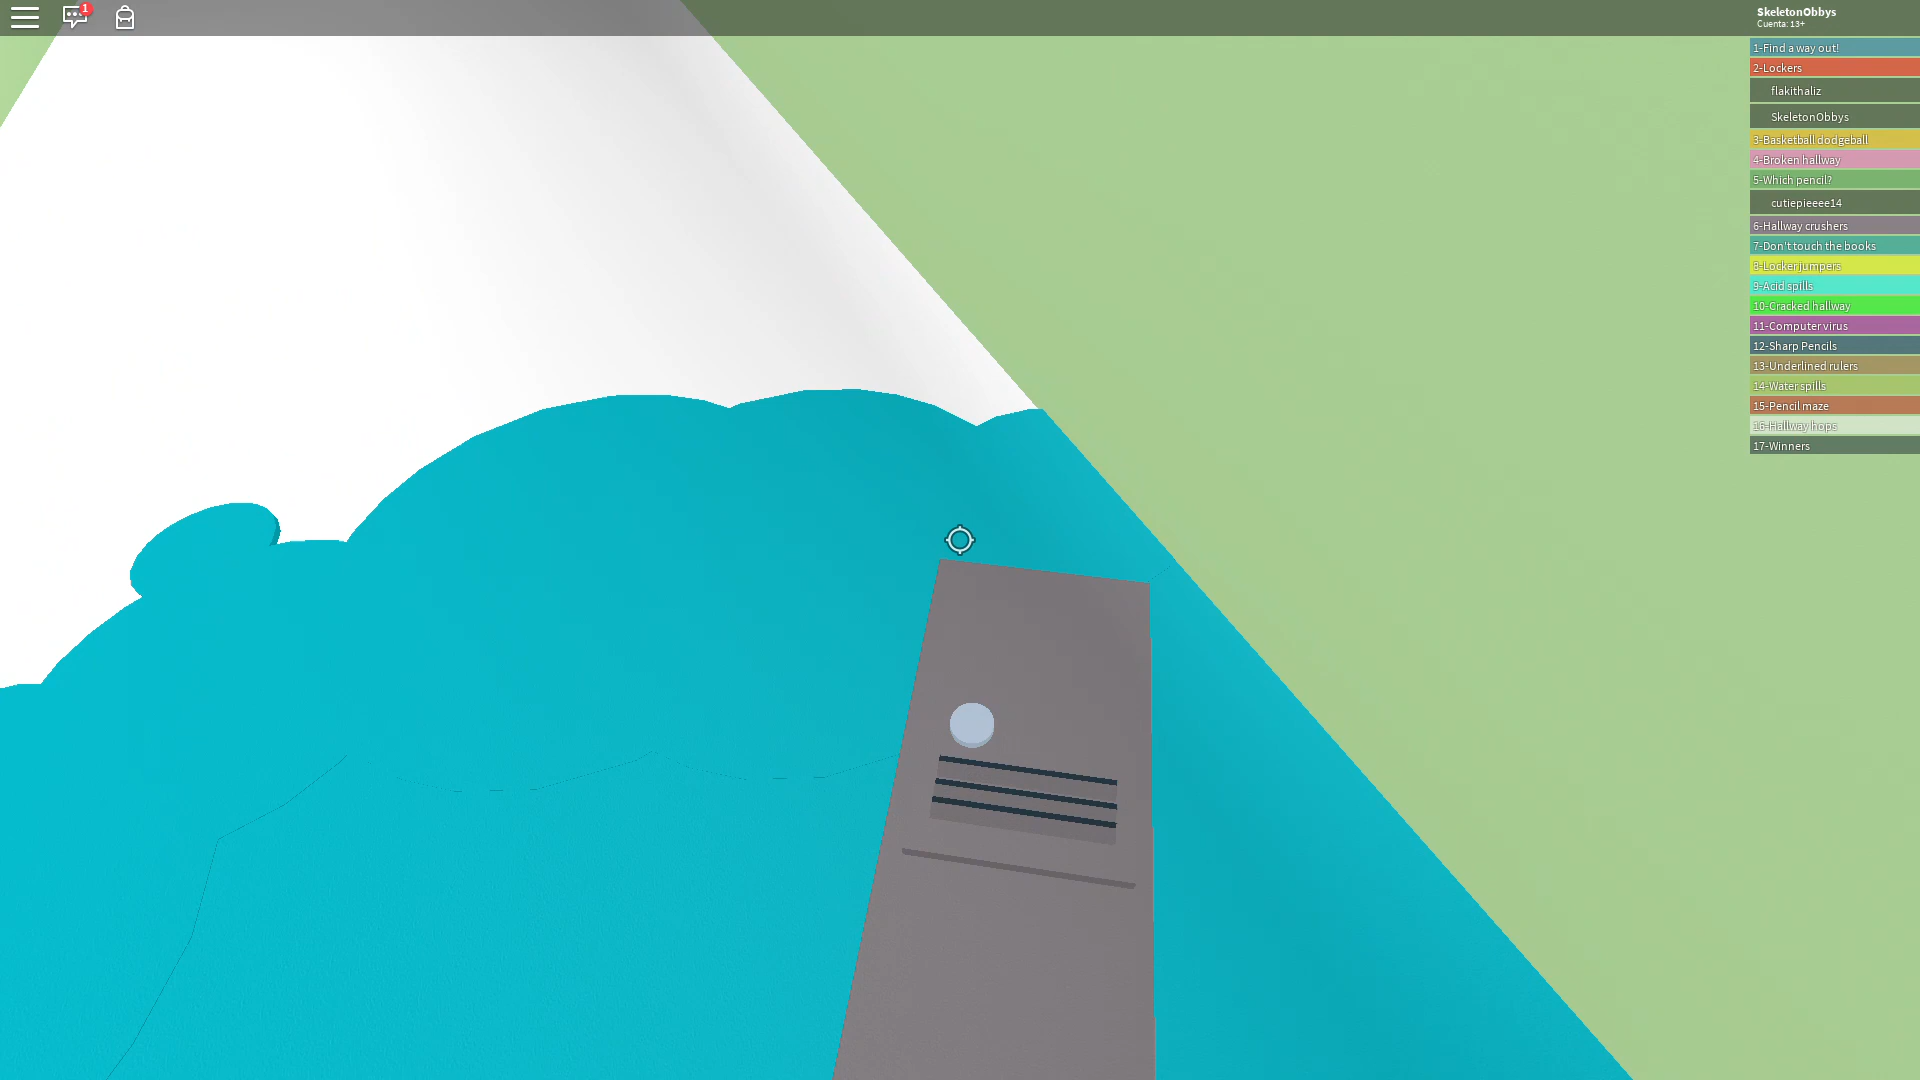 1
SkeletonObbys
Cuenta: 13+
1-Find a way out!
2-Lockers
flakithaliz
SkeletonObbys
3-Basketball dodgeball
4-Broken hallway
5-Which pencil?
cutiepieeee14
6-Hallway crushers
7-Don't touch the books
8-Locker jumpers
9-Acid spills
10-Cracked hallway
11-Computer virus
12-Sharp Pencils
13-Underlined rulers
14-Water spills
15-Pencil maze
16-Hallway hops
17-Winners